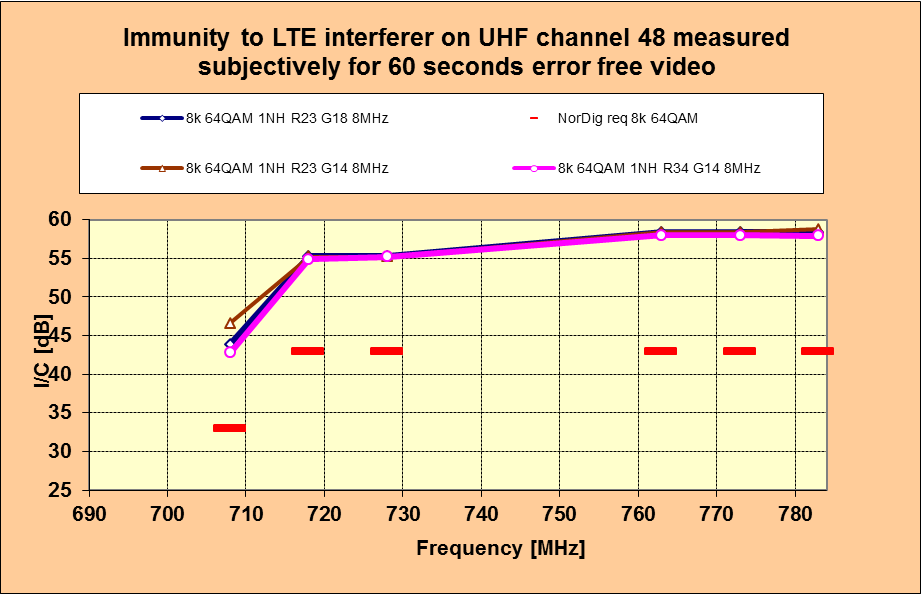 Immunity to LTE interferer on UHF channel 48 measured
subjectively for 60 seconds error free video
8k 64QAM 1NH R23 G18 8MHz
NorDig req 8k 64QAM
8k 64QAM 1NH R23 G14 8MHz
8k 64QAM 1NH R34 G14 8MHz
60
55
50
45
40
35
30
25
I/C [dB]
690 700 710 720 730 740 750 760 770 780
Frequency [MHz]